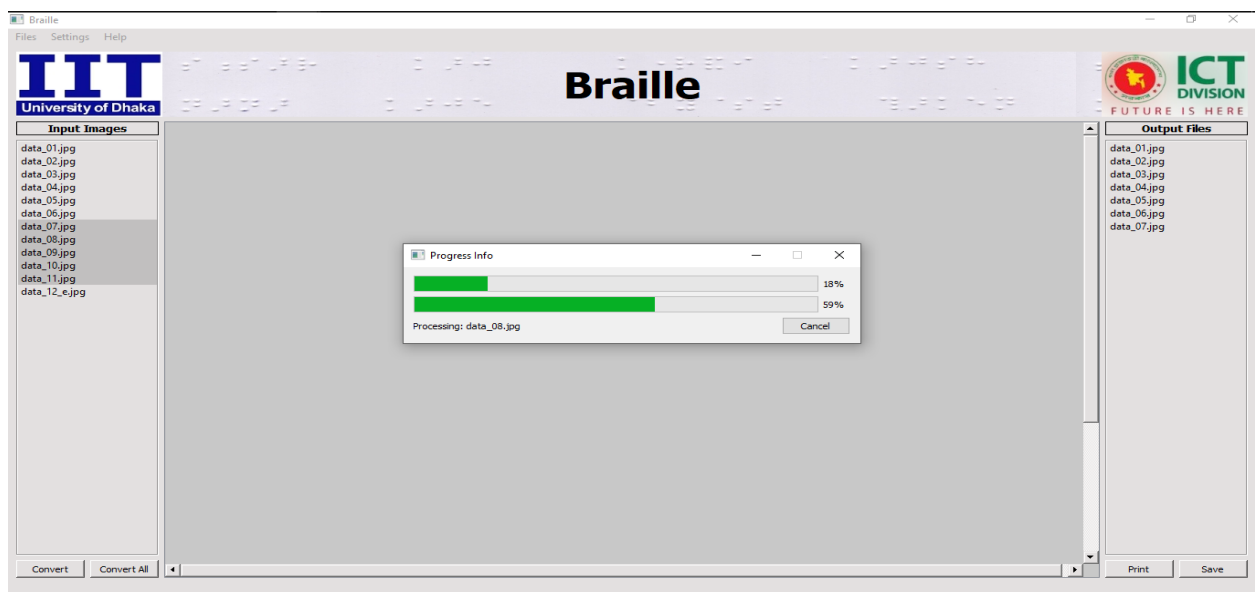 Braille
Files Settings Help
IIT
University of Dhaka
Braille
ICT
DIVISION
FUTURE IS HERE
Input Images
data_01.jpg
data_02.jpg
data_03.jpg
data_04.jpg
data_05.jpg
data_06.jpg
data_07.jpg
data_08.jpg
data_09.jpg
data_10.jpg
data_11.jpg
data_12_e.jpg
Progress Info
18%
59%
Processing: data_08.jpg
Cancel
Output Files
data_01.jpg
data_02.jpg
data_03.jpg
data_04.jpg
data_05.jpg
data_06.jpg
data_07.jpg
Convert
Convert All
Print
Save